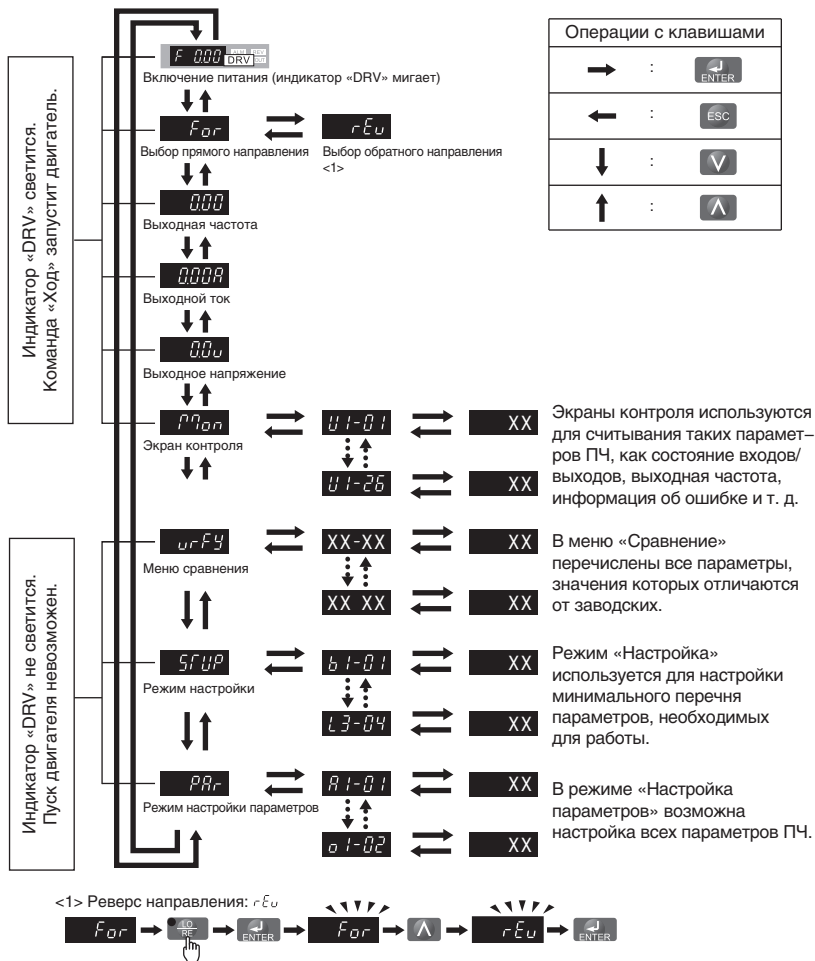 Операции с клавишами
→ : ENTER
← : ESC
↓ : V
↑ : Λ
Индикатор «DRV» светится.
Команда «Ход» запустит двигатель.
F 0.00 DRV ALM REV OUT
Включение питания (индикатор «DRV» мигает)
For
rEv
Выбор прямого направления
Выбор обратного направления
<1>
0.00
Выходная частота
0.00A
Выходной ток
0.0v
Выходное напряжение
Mon
Экран контроля
U1-01
XX
U1-26
XX
Экраны контроля используются
для считывания таких парамет–
ров ПЧ, как состояние входов/
выходов, выходная частота,
информация об ошибке и т. д.
Индикатор «DRV» не светится.
Пуск двигателя невозможен.
vrFY
Меню сравнения
XX-XX
XX
XX XX
XX
В меню «Сравнение»
перечислены все параметры,
значения которых отличаются
от заводских.
STUP
Режим настройки
b1-01
XX
L3-04
XX
Режим «Настройка»
используется для настройки
минимального перечня
параметров, необходимых
для работы.
PAr
Режим настройки параметров
A1-01
XX
o1-02
XX
В режиме «Настройка
параметров» возможна
настройка всех параметров ПЧ.
<1> Реверс направления: rEv
For → LO RE → ENTER → For → Λ → rEv → ENTER